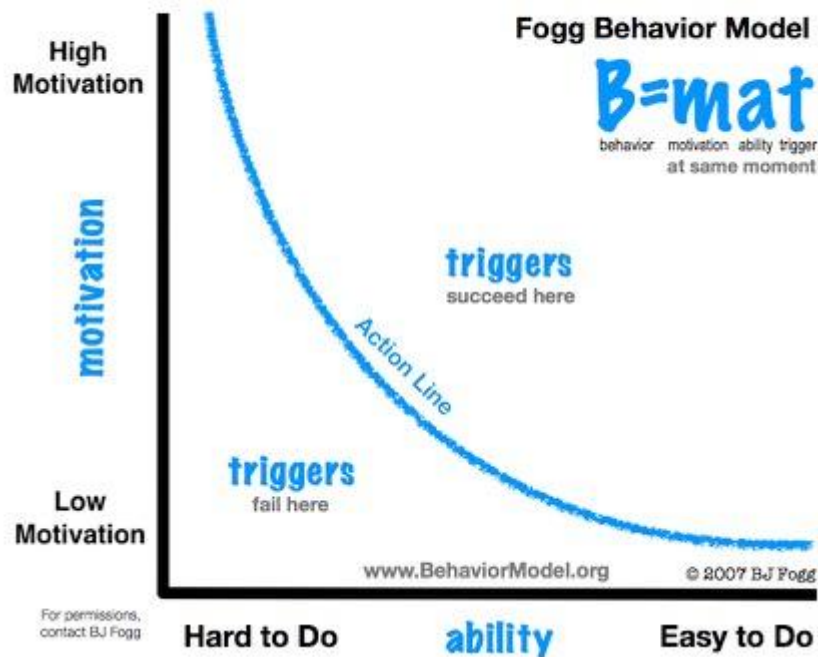 Fogg Behavior Model
B=mat
behavior motivation ability trigger
at same moment
High
Motivation
motivation
triggers
succeed here
Action Line
triggers
fail here
Low
Motivation
www.BehaviorModel.org
© 2007 BJ Fogg
For permissions,
contact BJ Fogg
Hard to Do
ability
Easy to Do